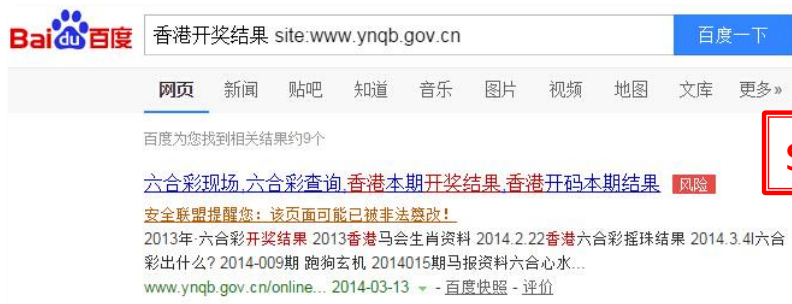 Bai du 百度 香港开奖结果 site:www.ynqb.gov.cn 百度一下
网页 新闻 贴吧 知道 音乐 图片 视频 地图 文库 更多»
百度为您找到相关结果约9个
六合彩现场,六合彩查询,香港本期开奖结果,香港开码本期结果 风险
安全联盟提醒您：该页面可能已被非法篡改！
2013年·六合彩开奖结果 2013香港马会生肖资料 2014.2.22香港六合彩摇珠结果 2014.3.4l六合
彩出什么? 2014-009期 跑狗玄机 2014015期马报资料六合心水...
www.ynqb.gov.cn/online... 2014-03-13 - 百度快照 - 评价